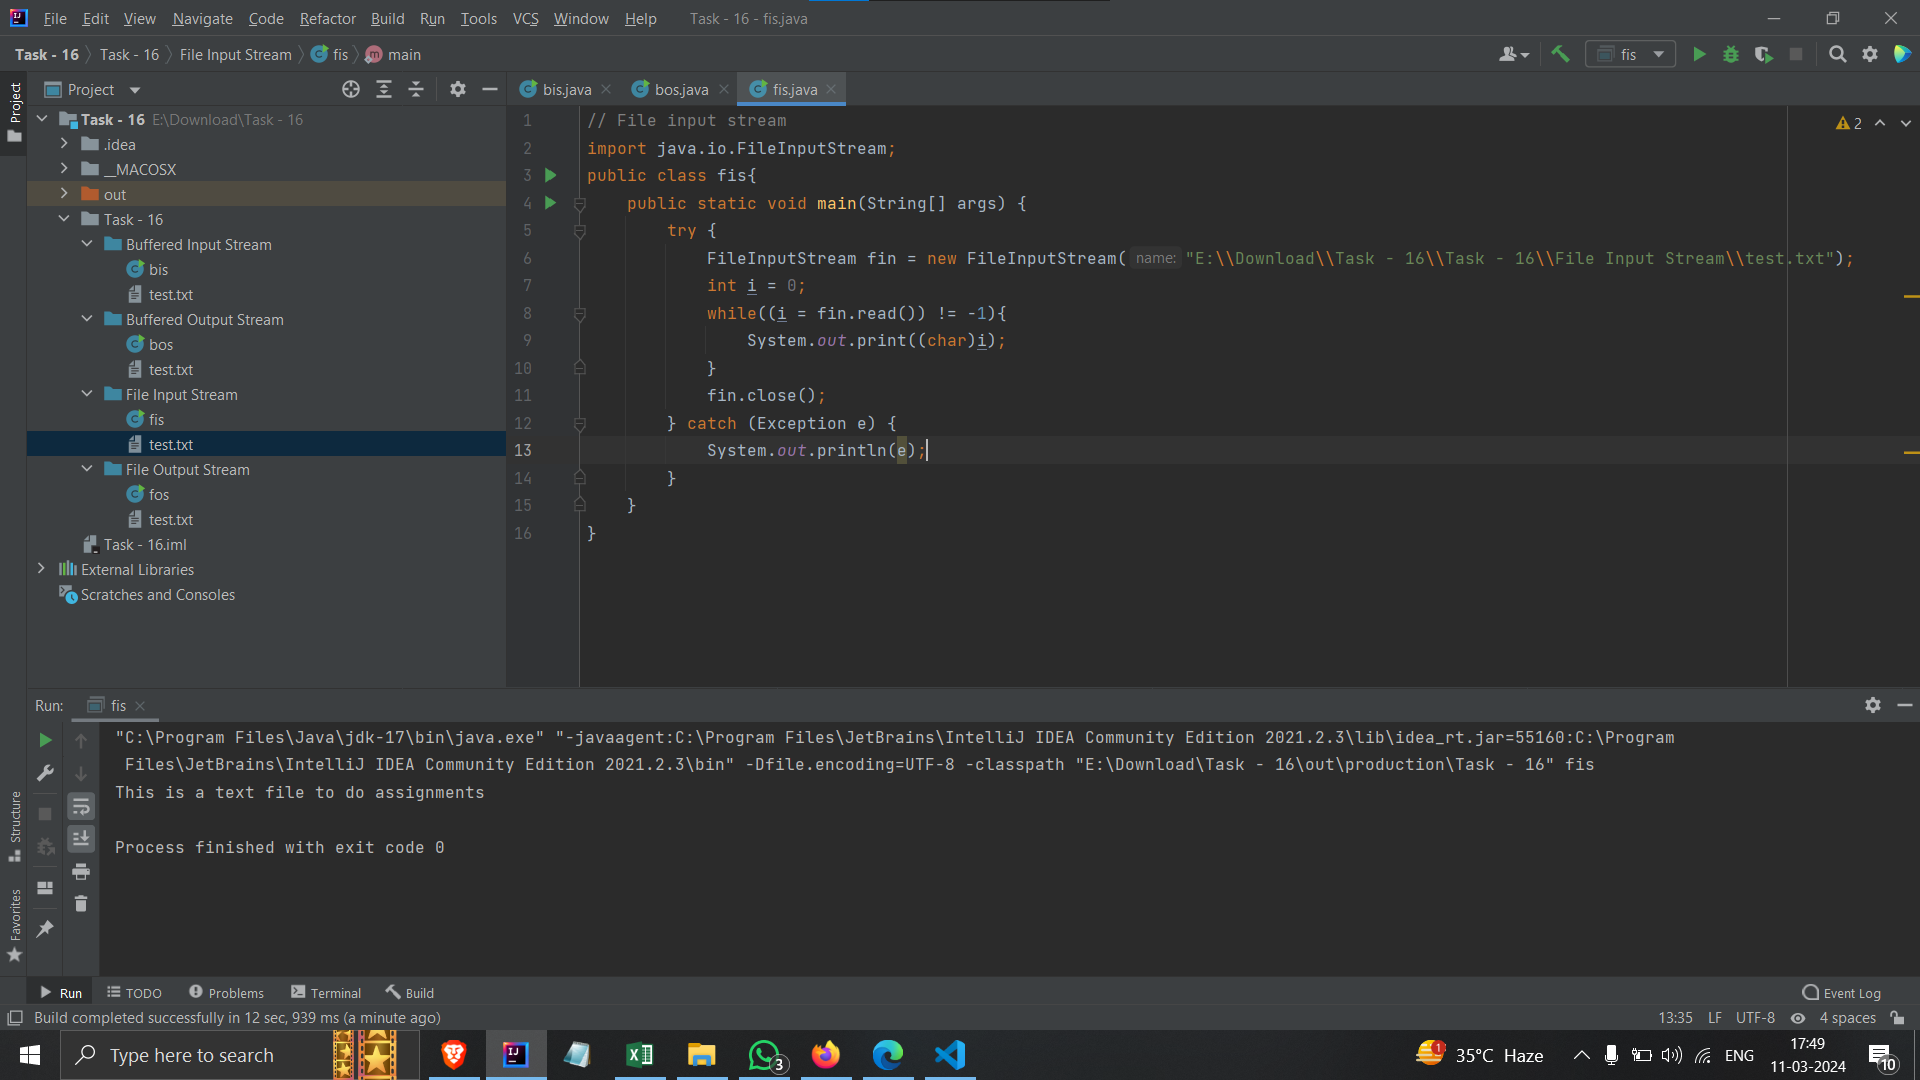 File Edit View Navigate Code Refactor Build Run Tools VCS Window Help Task - 16 - fis.java
Task - 16 Task - 16 File Input Stream fis main
fis
Project
Project
Task - 16 E:\Download\Task - 16
.idea
__MACOSX
out
Task - 16
Buffered Input Stream
bis
test.txt
Buffered Output Stream
bos
test.txt
File Input Stream
fis
test.txt
File Output Stream
fos
test.txt
Task - 16.iml
External Libraries
Scratches and Consoles
bis.java bos.java fis.java
2
1 // File input stream
2 import java.io.FileInputStream;
3 public class fis{
4 public static void main(String[] args) {
5 try {
6 FileInputStream fin = new FileInputStream( name: "E:\\Download\\Task - 16\\Task - 16\\File Input Stream\\test.txt");
7 int i = 0;
8 while((i = fin.read()) != -1){
9 System.out.print((char)i);
10 }
11 fin.close();
12 } catch (Exception e) {
13 System.out.println(e);
14 }
15 }
16 }
Run: fis
"C:\Program Files\Java\jdk-17\bin\java.exe" "-javaagent:C:\Program Files\JetBrains\IntelliJ IDEA Community Edition 2021.2.3\lib\idea_rt.jar=55160:C:\Program
Files\JetBrains\IntelliJ IDEA Community Edition 2021.2.3\bin" -Dfile.encoding=UTF-8 -classpath "E:\Download\Task - 16\out\production\Task - 16" fis
This is a text file to do assignments
Process finished with exit code 0
Structure
Favorites
Run TODO Problems Terminal Build Event Log
Build completed successfully in 12 sec, 939 ms (a minute ago) 13:35 LF UTF-8 4 spaces
Type here to search
IJ
3
1
35°C Haze
ENG
17:49
11-03-2024
10